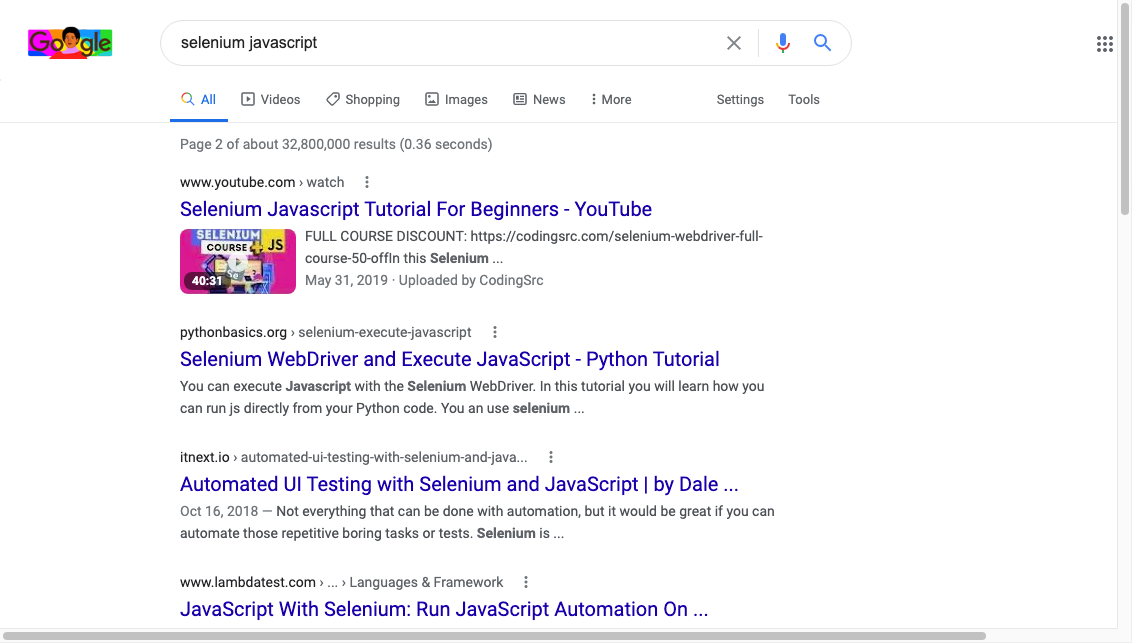 Google
selenium javascript
All Videos Shopping Images News More Settings Tools
Page 2 of about 32,800,000 results (0.36 seconds)
www.youtube.com › watch
Selenium Javascript Tutorial For Beginners - YouTube
SELENIUM
COURSE + JS
Se
40:31
FULL COURSE DISCOUNT: https://codingsrc.com/selenium-webdriver-full-
course-50-offIn this Selenium ...
May 31, 2019 · Uploaded by CodingSrc
pythonbasics.org › selenium-execute-javascript
Selenium WebDriver and Execute JavaScript - Python Tutorial
You can execute Javascript with the Selenium WebDriver. In this tutorial you will learn how you
can run js directly from your Python code. You an use selenium ...
itnext.io › automated-ui-testing-with-selenium-and-java...
Automated UI Testing with Selenium and JavaScript | by Dale ...
Oct 16, 2018 — Not everything that can be done with automation, but it would be great if you can
automate those repetitive boring tasks or tests. Selenium is ...
www.lambdatest.com › ... › Languages & Framework
JavaScript With Selenium: Run JavaScript Automation On ...